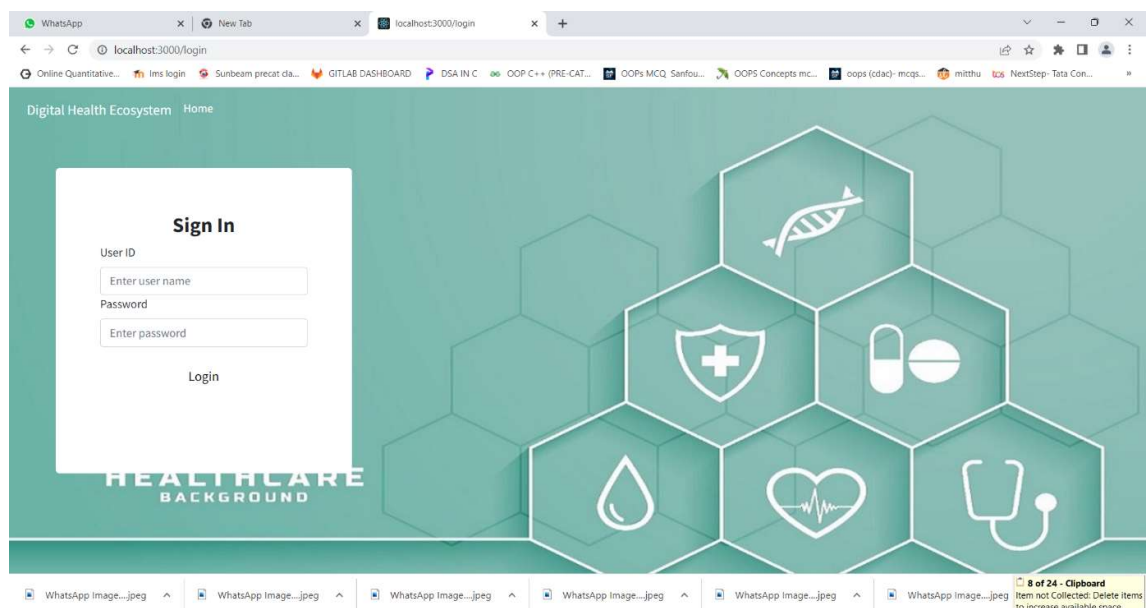 WhatsApp New Tab localhost:3000/login
localhost:3000/login
Online Quantitative... lms login Sunbeam precat cla... GITLAB DASHBOARD DSA IN C OOP C++ (PRE-CAT... OOPs MCQ Sanfou... OOPS Concepts mc... oops (cdac)- mcqs... mitthu tcs NextStep- Tata Con... »
Digital Health Ecosystem Home
Sign In
User ID
Enter user name
Password
Enter password
Login
HEALTHCARE
BACKGROUND
WhatsApp Image....jpeg WhatsApp Image....jpeg WhatsApp Image....jpeg WhatsApp Image....jpeg WhatsApp Image....jpeg WhatsApp Image....jpeg
8 of 24 - Clipboard
Item not Collected: Delete items
to increase available space